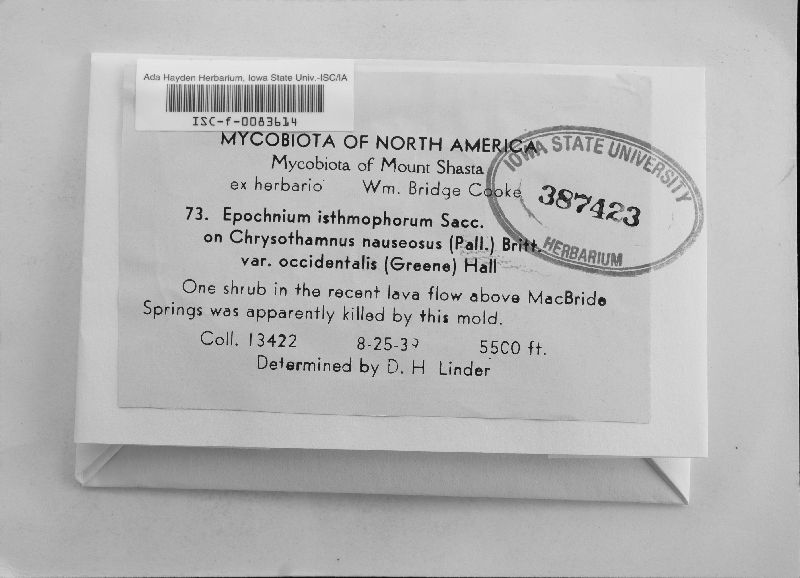 Ada Hayden Herbarium, Iowa State Univ.-ISC/IA
ISC-f-0083614
MYCOBIOTA OF NORTH AMERICA
Mycobiota of Mount Shasta
ex herbario Wm. Bridge Cooke
IOWA STATE UNIVERSITY
387423
HERBARIUM
73. Epochnium isthmophorum Sacc.
on Chrysothamnus nauseosus (Pall.) Britt.
var. occidentalis (Greene) Hall
One shrub in the recent lava flow above MacBride
Springs was apparently killed by this mold.
Coll. 13422 8-25-39 5500 ft.
Determined by D. H Linder